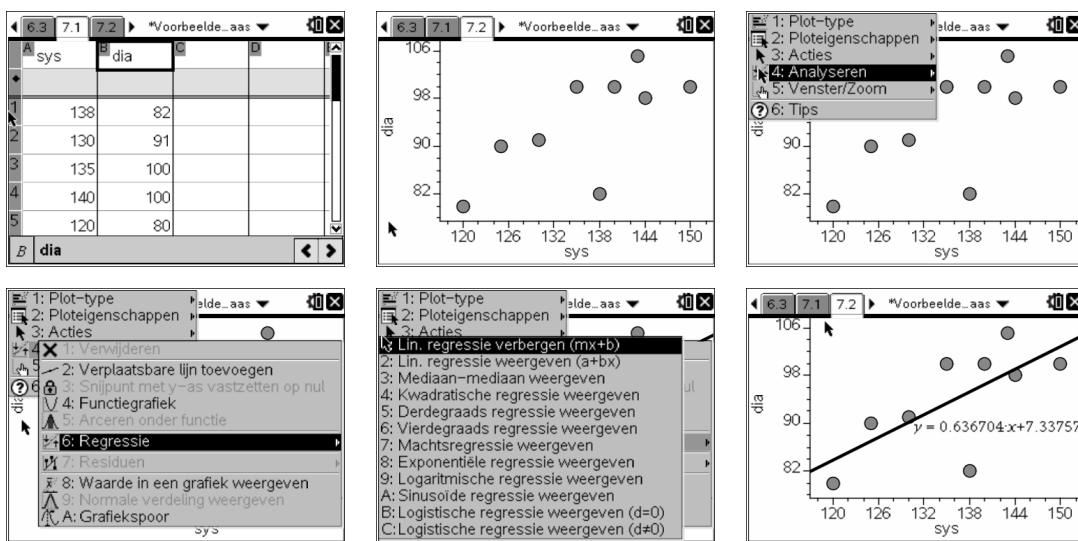 6.3 7.1 7.2 *Voorbelde…aas
A sys B dia C D
1 138 82
2 130 91
3 135 100
4 140 100
5 120 80
B dia
6.3 7.1 7.2 *Voorbeelde…aas
106
98
90
82
dia
120 126 132 138 144 150
sys
1: Plot-type
2: Ploteigenschappen
3: Acties
4: Analyseren
5: Venster/Zoom
6: Tips
elde…aas
90
82
dia
120 126 132 138 144 150
sys
1: Plot-type
2: Ploteigenschappen
3: Acties
elde…aas
1: Verwijderen
2: Verplaatsbare lijn toevoegen
3: Snijpunt met y-as vastzetten op nul
4: Functiegrafiek
5: Arceren onder functie
6: Regressie
7: Residuen
8: Waarde in een grafiek weergeven
9: Normale verdeling weergeven
A: Grafiekspoor
sys
1: Plot-type
2: Ploteigenschappen
3: Acties
elde…aas
1: Lin. regressie verbergen (mx+b)
2: Lin. regressie weergeven (a+bx)
3: Mediaan-mediaan weergeven
4: Kwadratische regressie weergeven
5: Derdegraads regressie weergeven
6: Vierdegraads regressie weergeven
7: Machtsregressie weergeven
8: Exponentiële regressie weergeven
9: Logaritmische regressie weergeven
A: Sinusoïde regressie weergeven
B: Logistische regressie weergeven (d=0)
C: Logistische regressie weergeven (d≠0)
6.3 7.1 7.2 *Voorbeelde…aas
106
98
90
82
dia
y = 0.636704·x+7.33757
120 126 132 138 144 150
sys